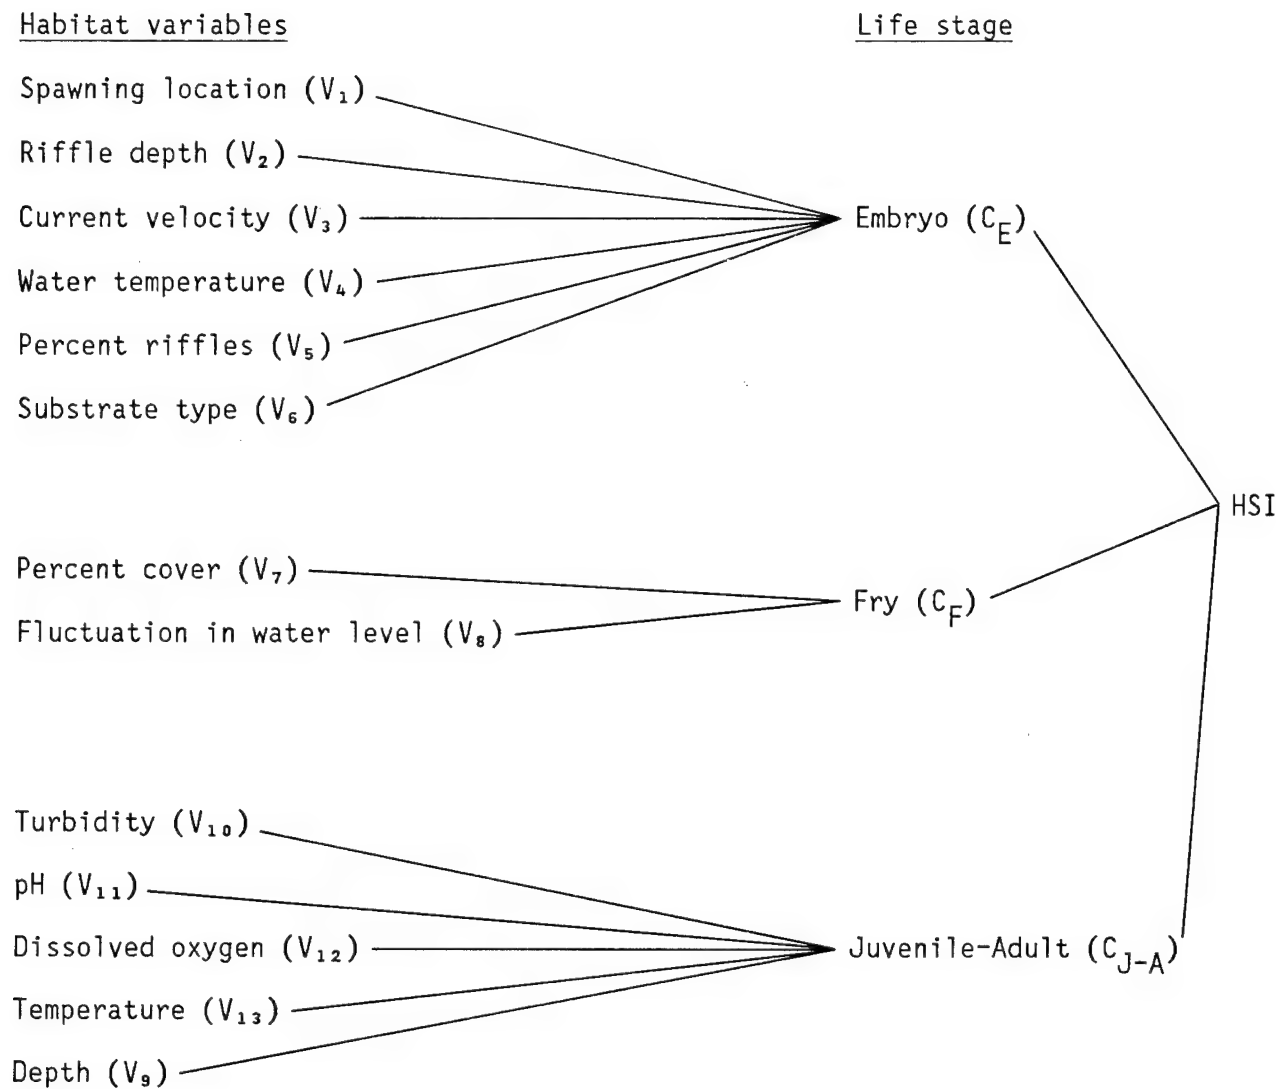 Habitat variables
Life stage
Spawning location (V₁)
Riffle depth (V₂)
Current velocity (V₃)
Water temperature (V₄)
Percent riffles (V₅)
Substrate type (V₆)
Embryo (C_E)
HSI
Percent cover (V₇)
Fluctuation in water level (V₈)
Fry (C_F)
Turbidity (V₁₀)
pH (V₁₁)
Dissolved oxygen (V₁₂)
Temperature (V₁₃)
Depth (V₉)
Juvenile-Adult (C_J-A)